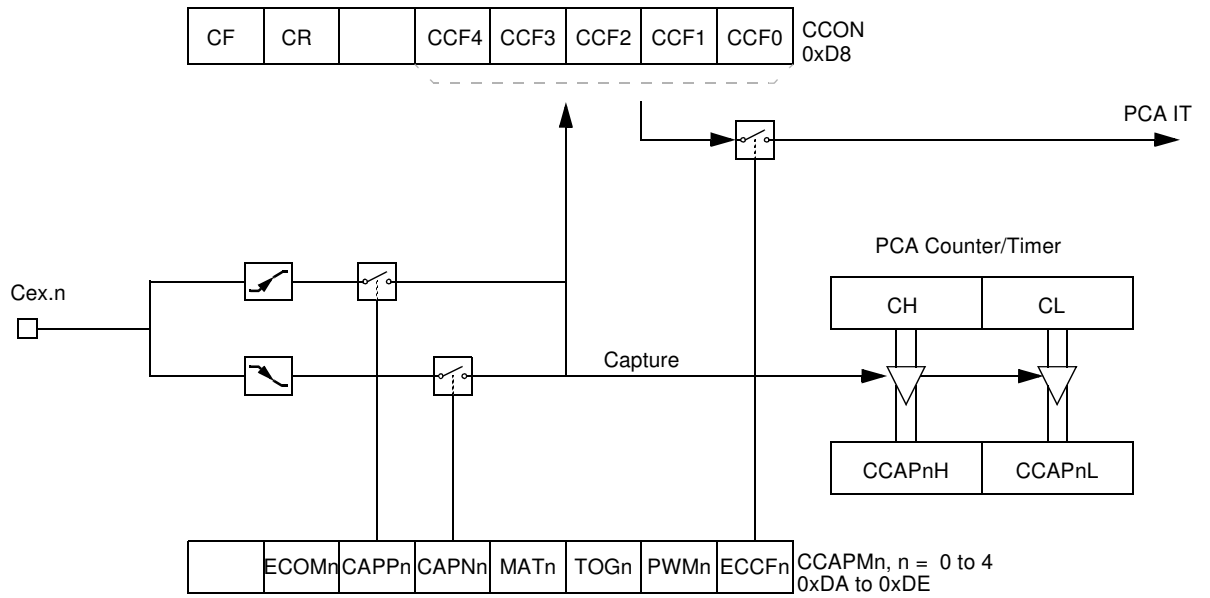 CF CR CCF4 CCF3 CCF2 CCF1 CCF0 CCON
0xD8
PCA IT
PCA Counter/Timer
Cex.n
CH CL
Capture
CCAPnH CCAPnL
ECOMn CAPPn CAPNn MATn TOGn PWMn ECCFn CCAPMn, n = 0 to 4
0xDA to 0xDE